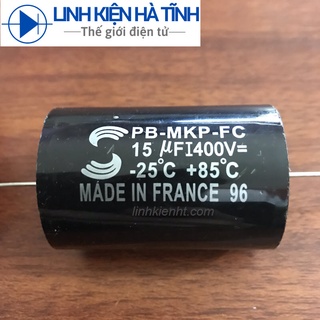 LINH KIỆN HÀ TĨNH
Thế giới điện tử
PB-MKP-FC
15 µFI400V=
-25°C +85°C
MADE IN FRANCE 96
linhkienht.com